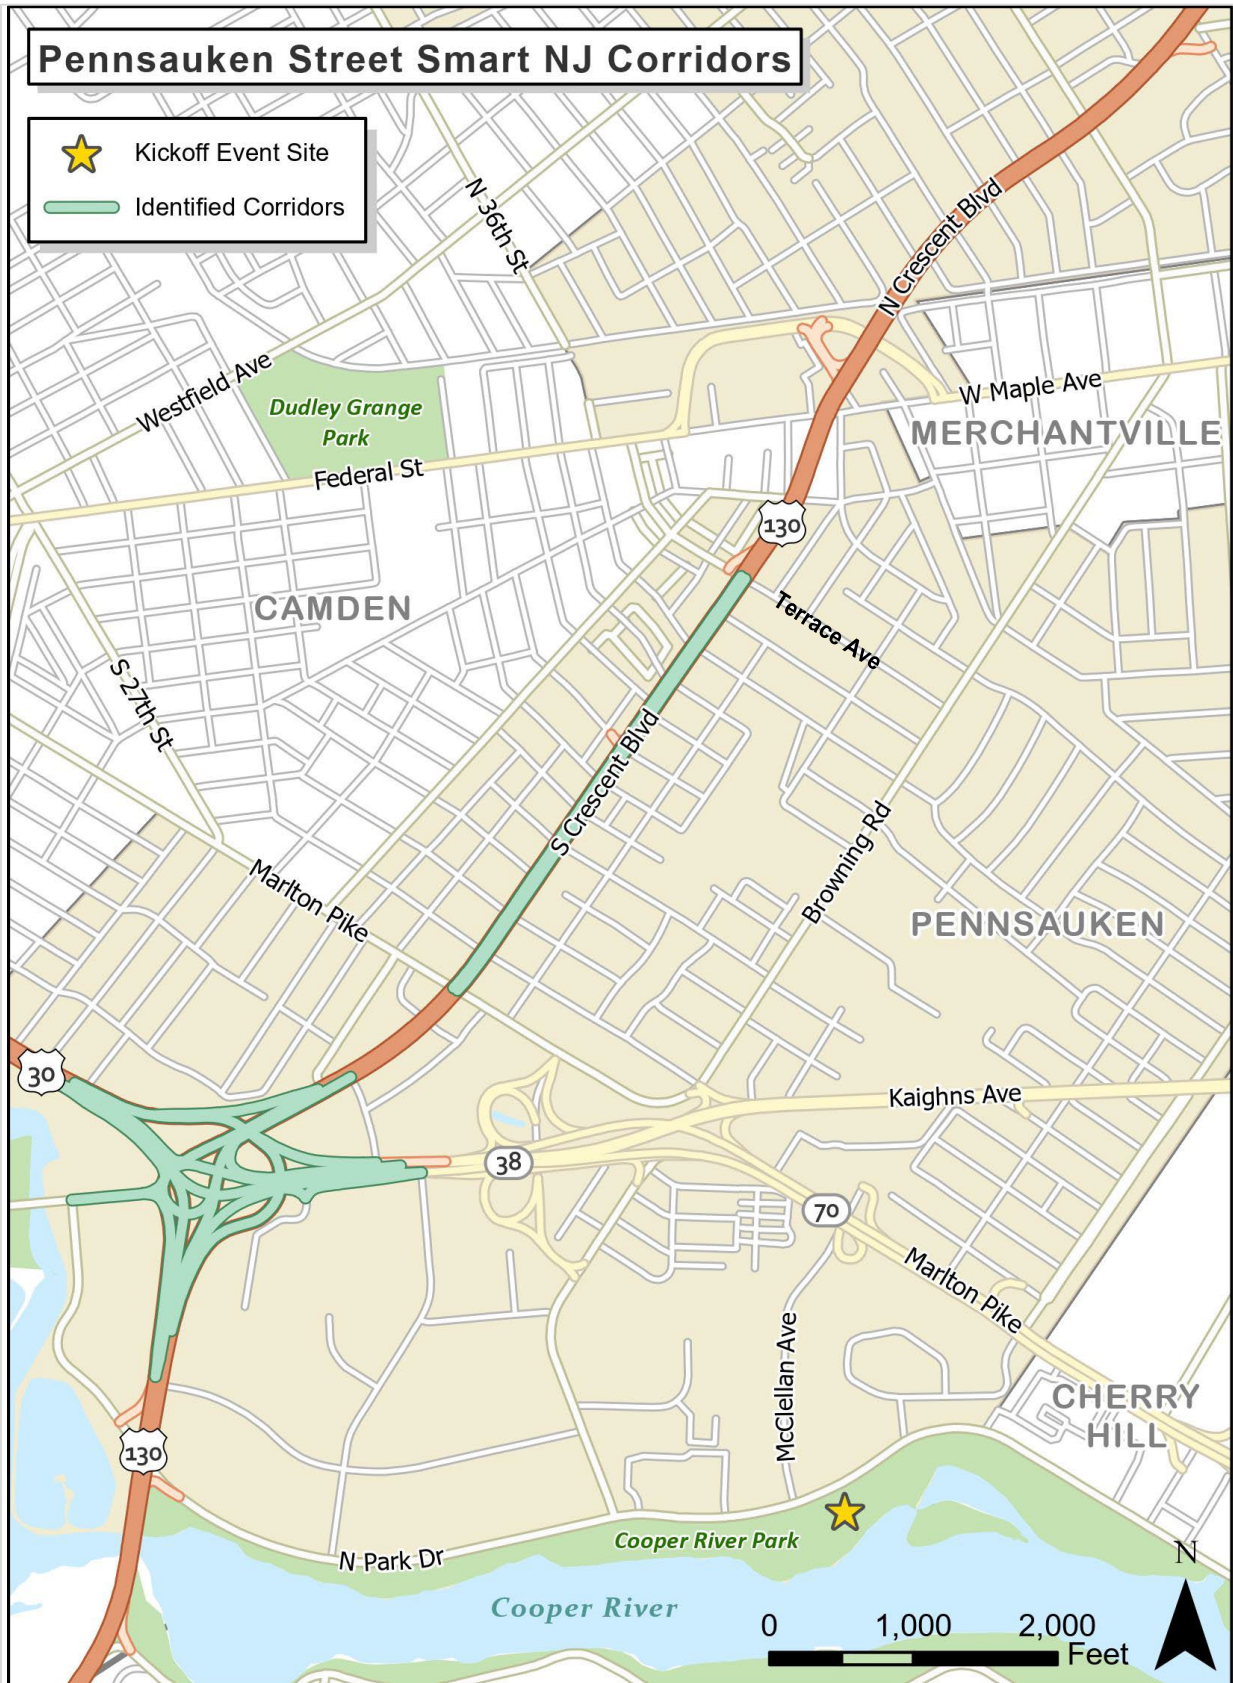 Pennsauken Street Smart NJ Corridors
Kickoff Event Site
Identified Corridors
N 36th St
N Crescent Blvd
Westfield Ave
Dudley Grange
Park
W Maple Ave
MERCHANTVILLE
Federal St
130
CAMDEN
Terrace Ave
S 27th St
S Crescent Blvd
Browning Rd
Marlton Pike
PENNSAUKEN
30
Kaighns Ave
38
70
Marlton Pike
McClellan Ave
CHERRY
HILL
130
Cooper River Park
N Park Dr
Cooper River
N
0 1,000 2,000
Feet